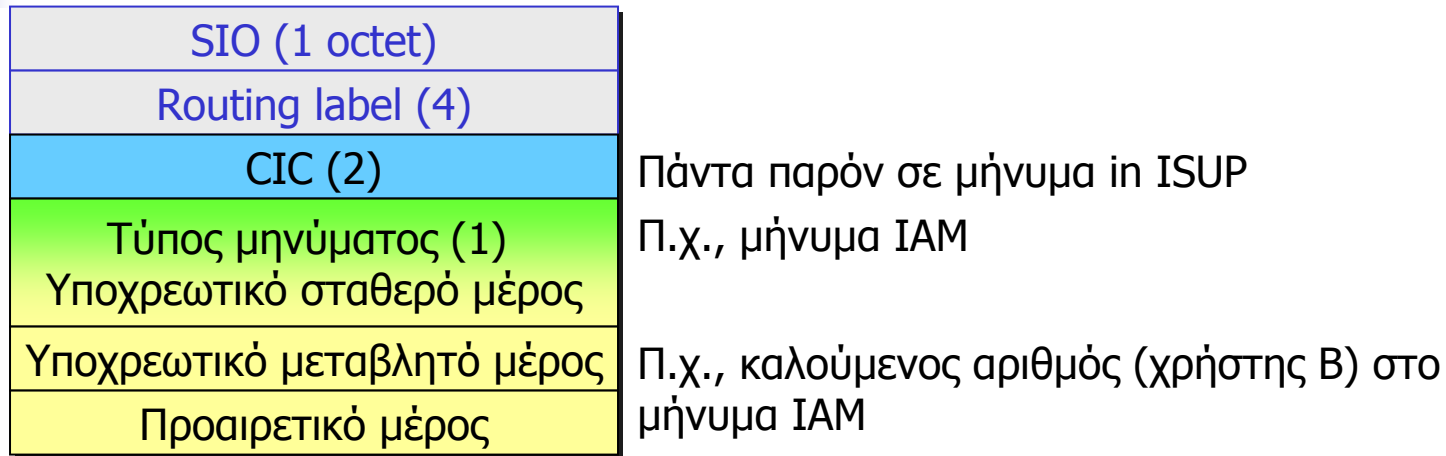 SIO (1 octet)
Routing label (4)
CIC (2)
Πάντα παρόν σε μήνυμα in ISUP
Τύπος μηνύματος (1)
Π.χ., μήνυμα IAM
Υποχρεωτικό σταθερό μέρος
Υποχρεωτικό μεταβλητό μέρος
Π.χ., καλούμενος αριθμός (χρήστης Β) στο
μήνυμα IAM
Προαιρετικό μέρος